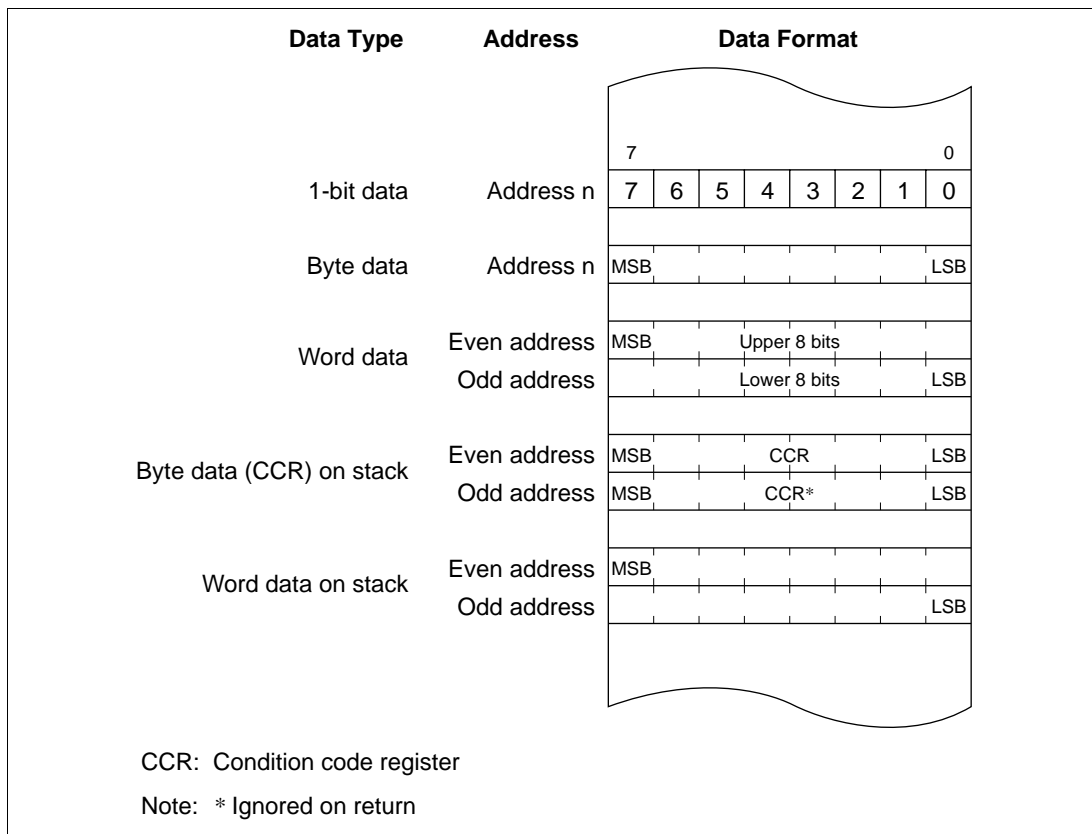 Data Type Address Data Format
7 0
1-bit data Address n 7 6 5 4 3 2 1 0
Byte data Address n MSB LSB
Word data
Even address MSB Upper 8 bits
Odd address Lower 8 bits LSB
Byte data (CCR) on stack
Even address MSB CCR LSB
Odd address MSB CCR* LSB
Word data on stack
Even address MSB
Odd address LSB
CCR: Condition code register
Note: * Ignored on return